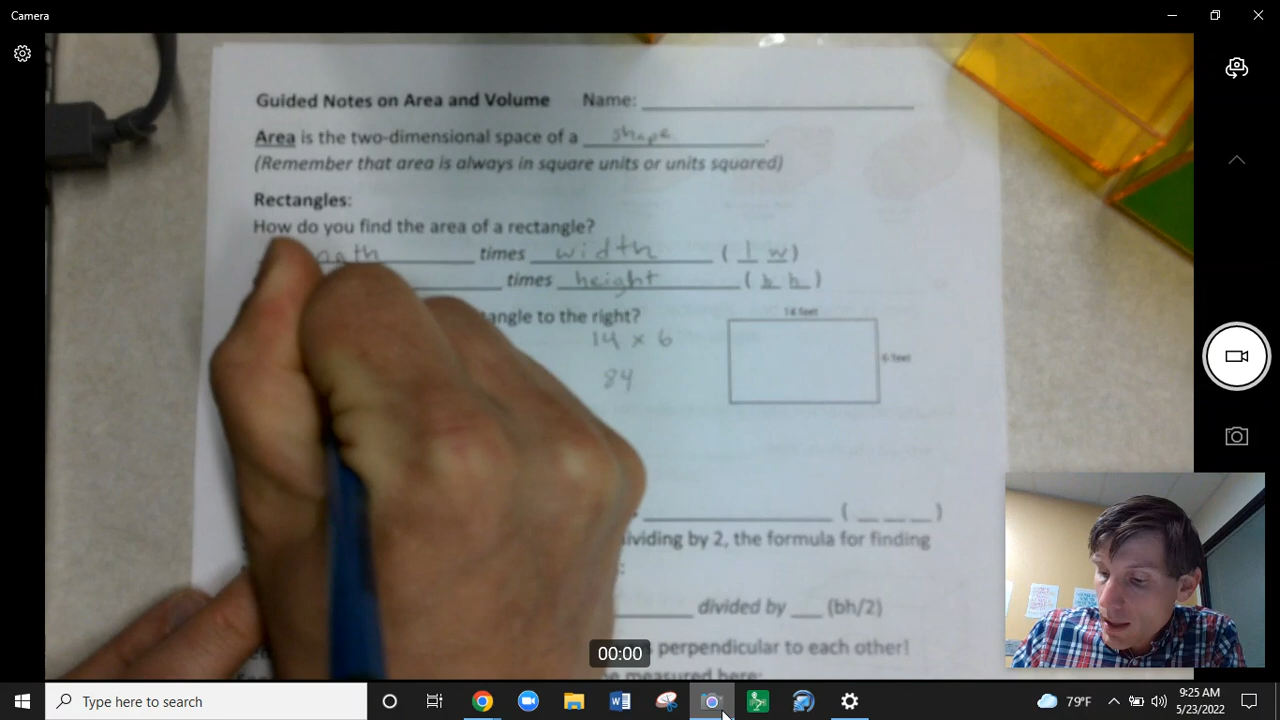 Camera
Guided Notes on Area and Volume Name:
Area is the two-dimensional space of a shape.
(Remember that area is always in square units or units squared)
Rectangles:
How do you find the area of a rectangle?
times width ( l w )
times height ( b h )
angle to the right?
14 feet
14 x 6
6 feet
84
( )
ividing by 2, the formula for finding
:
divided by (bh/2)
perpendicular to each other!
e measured here:
00:00
Type here to search
79°F
9:25 AM
5/23/2022